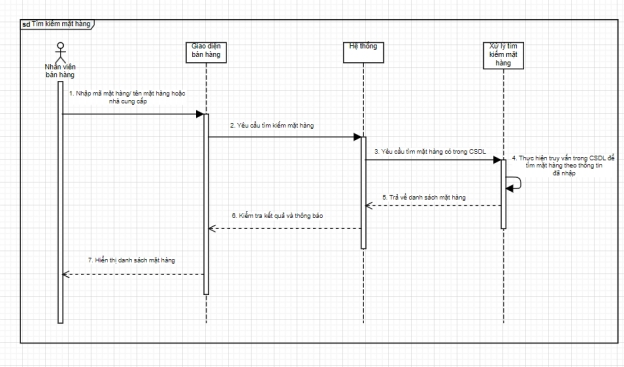 sd Tìm kiếm mặt hàng
Nhân viên
bán hàng
Giao diện
bán hàng
Hệ thống
Xử lý tìm
kiếm mặt
hàng
1. Nhập mã mặt hàng/ tên mặt hàng hoặc
nhà cung cấp
2. Yêu cầu tìm kiếm mặt hàng
3. Yêu cầu tìm mặt hàng có trong CSDL
4. Thực hiện truy vấn trong CSDL để
tìm mặt hàng theo thông tin
đã nhập
5. Trả về danh sách mặt hàng
6. Kiểm tra kết quả và thông báo
7. Hiển thị danh sách mặt hàng